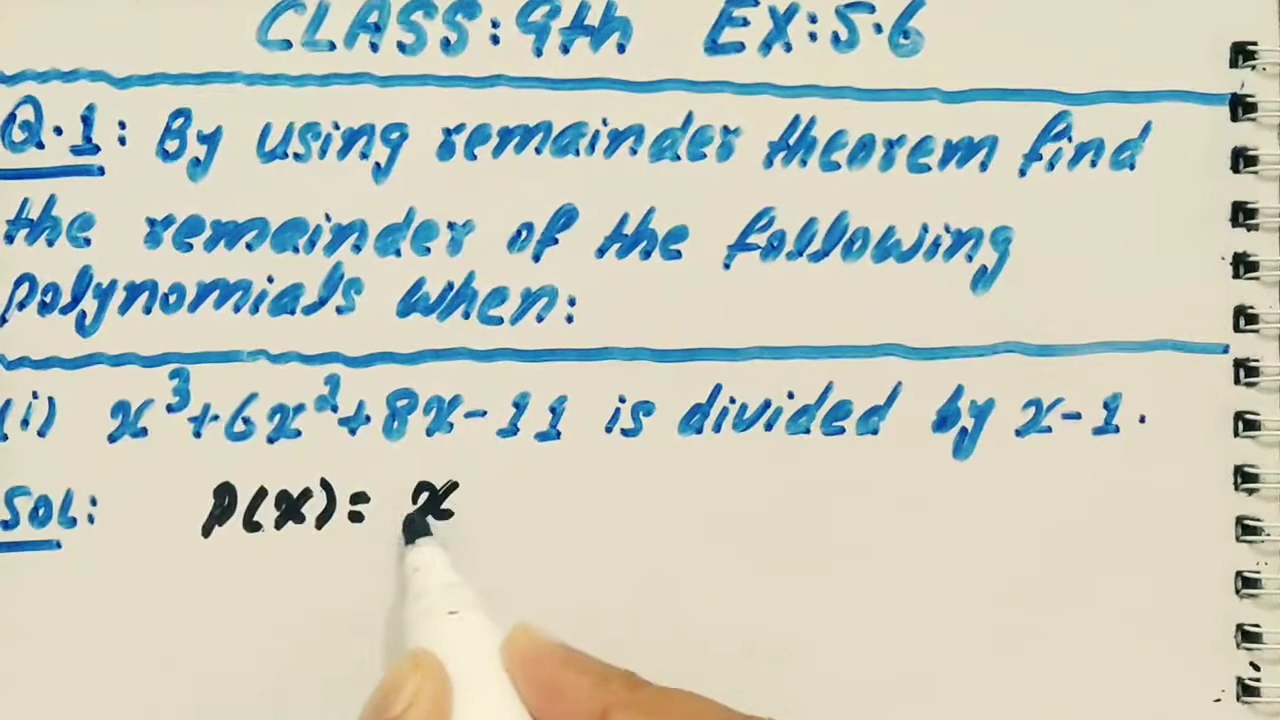 CLASS:9th EX:5.6
Q.1: By using remainder theorem find
the remainder of the following
polynomials when:
(i) x³+6x²+8x-11 is divided by x-1.
SOL: P(x)= x